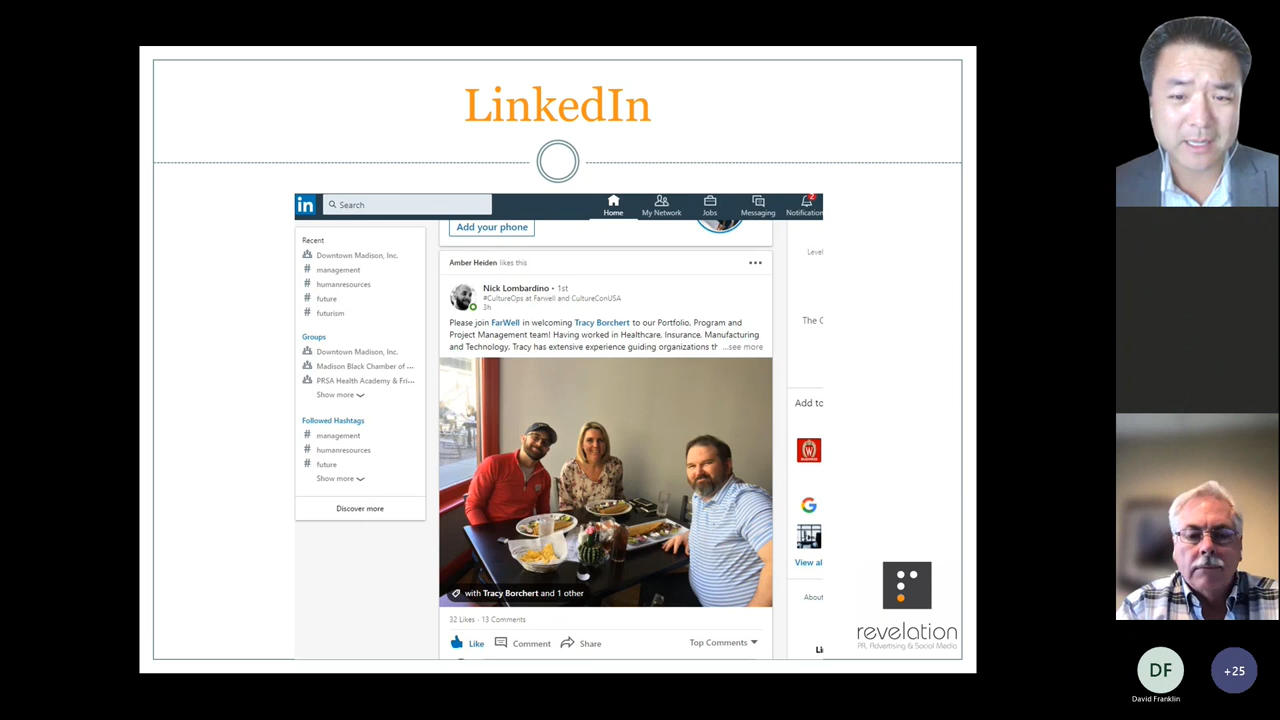 LinkedIn
in
Search
Home
My Network
Jobs
Messaging
2
Notification
Recent
Downtown Madison, Inc.
# management
# humanresources
# future
# futurism
Groups
Downtown Madison, Inc.
Madison Black Chamber of ...
PRSA Health Academy & Fri...
Show more
Followed Hashtags
# management
# humanresources
# future
Show more
Discover more
Add your phone
Amber Heiden likes this
Nick Lombardino • 1st
#CultureOps at Farwell and CultureConUSA
3h
Please join FarWell in welcoming Tracy Borchert to our Portfolio, Program and
Project Management team! Having worked in Healthcare, Insurance, Manufacturing
and Technology, Tracy has extensive experience guiding organizations th ...see more
with Tracy Borchert and 1 other
32 Likes · 13 Comments
Like
Comment
Share
Top Comments
Level
The C
Add to
W
G
View al
About
Li
revelation
PR, Advertising & Social Media
DF
David Franklin
+25